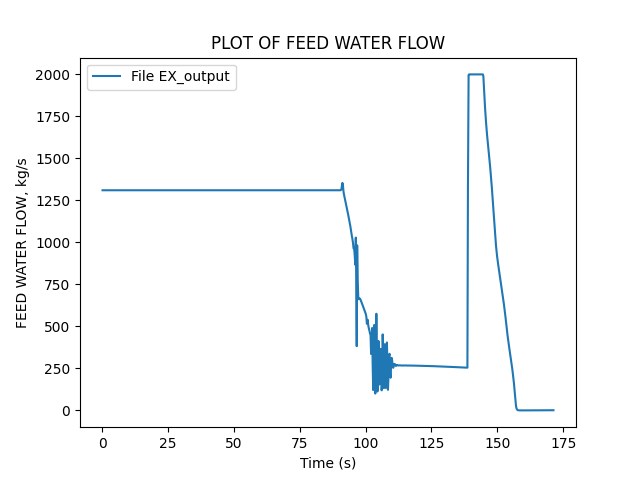 PLOT OF FEED WATER FLOW
File EX_output
FEED WATER FLOW, kg/s
2000
1750
1500
1250
1000
750
500
250
0
0 25 50 75 100 125 150 175
Time (s)